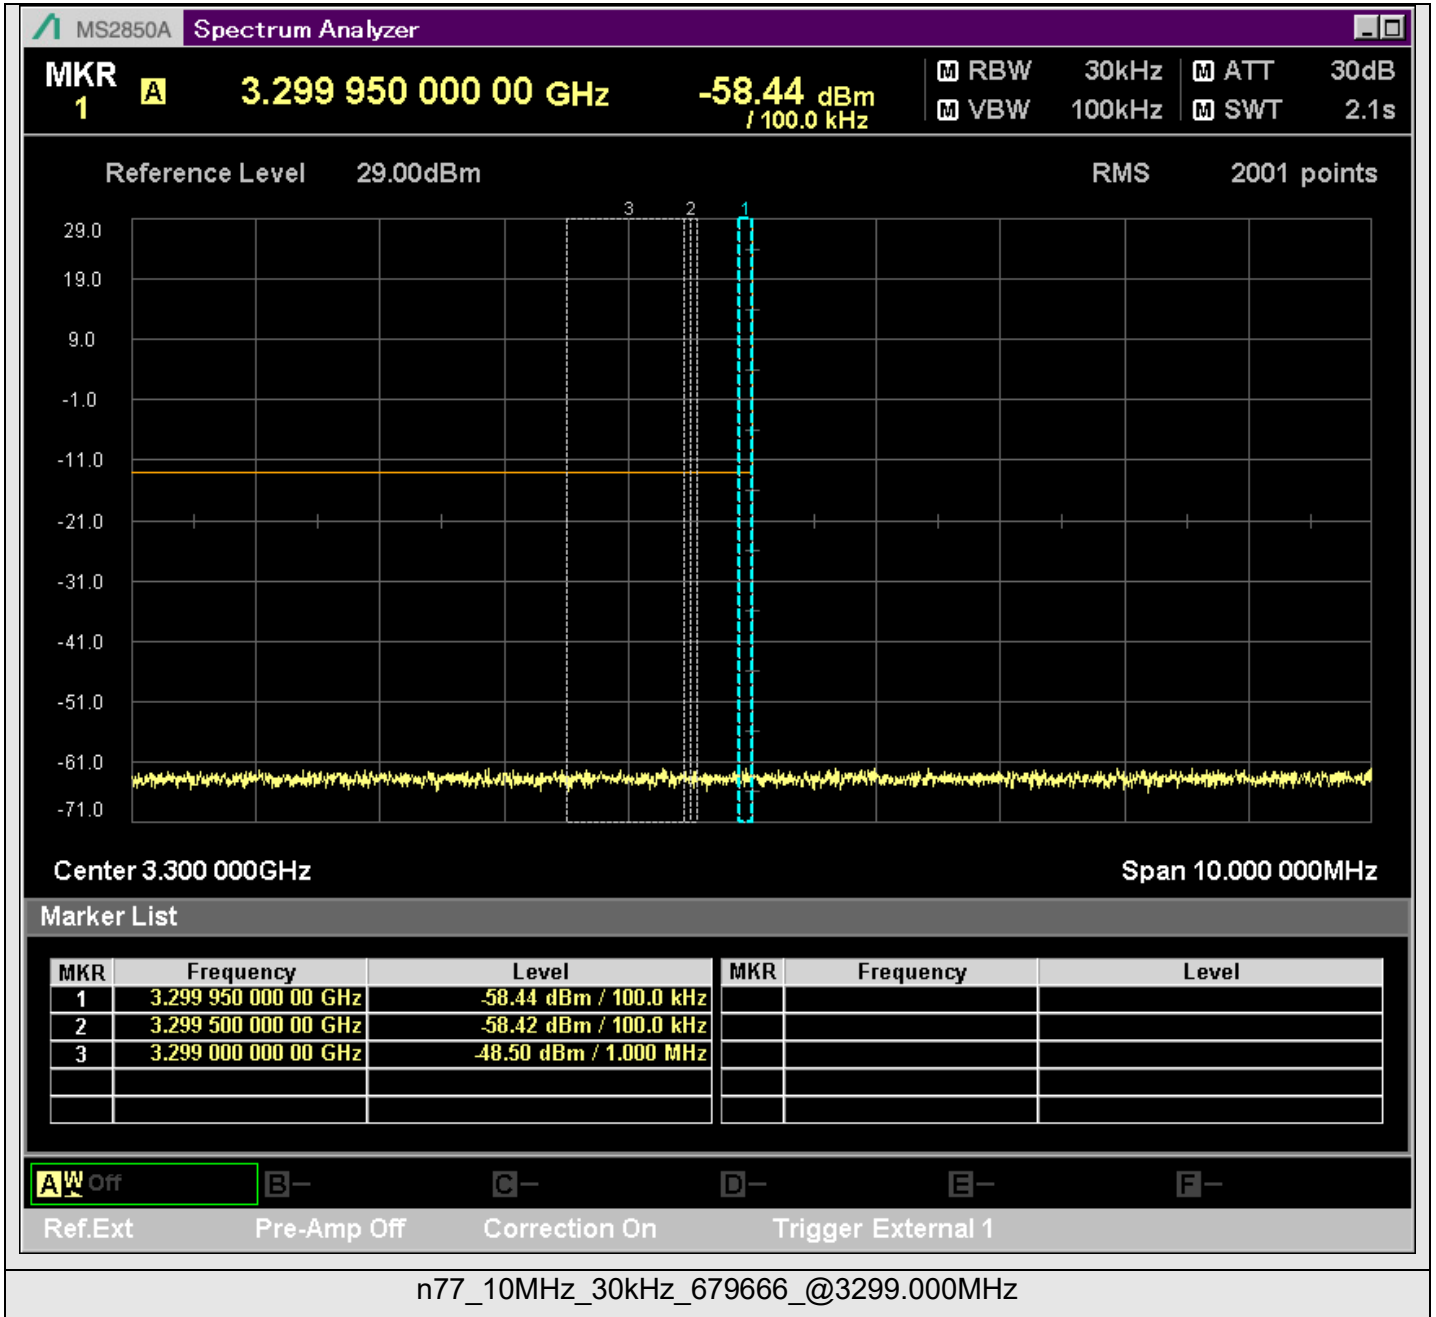 MS2850A Spectrum Analyzer
MKR 1 A 3.299 950 000 00 GHz -58.44 dBm / 100.0 kHz
M RBW 30kHz M ATT 30dB
M VBW 100kHz M SWT 2.1s
Reference Level 29.00dBm RMS 2001 points
3 2 1
29.0
19.0
9.0
-1.0
-11.0
-21.0
-31.0
-41.0
-51.0
-61.0
-71.0
Center 3.300 000GHz Span 10.000 000MHz
Marker List
MKR Frequency Level MKR Frequency Level
1 3.299 950 000 00 GHz -58.44 dBm / 100.0 kHz
2 3.299 500 000 00 GHz -58.42 dBm / 100.0 kHz
3 3.299 000 000 00 GHz -48.50 dBm / 1.000 MHz
A W Off B - C - D - E - F -
Ref.Ext Pre-Amp Off Correction On Trigger External 1
n77_10MHz_30kHz_679666_@3299.000MHz